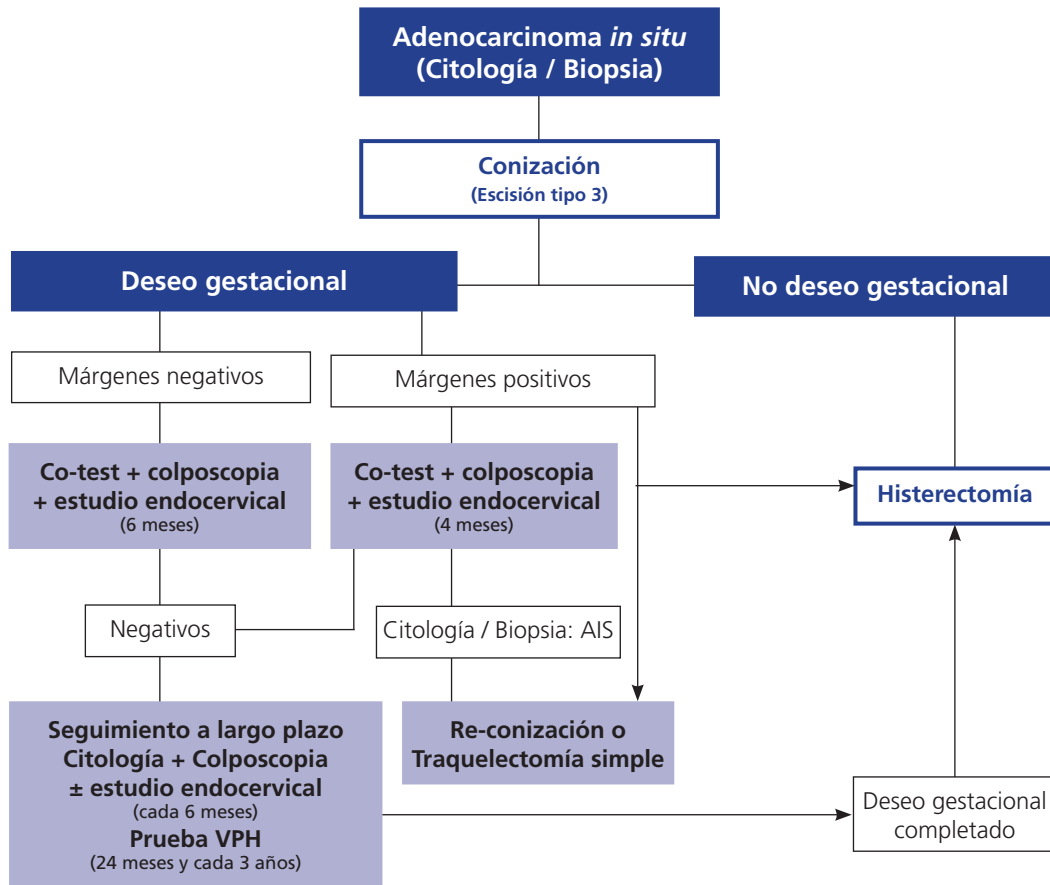 Adenocarcinoma in situ
(Citología / Biopsia)
Conización
(Escisión tipo 3)
Deseo gestacional
No deseo gestacional
Márgenes negativos
Márgenes positivos
Co-test + colposcopia
+ estudio endocervical
(6 meses)
Co-test + colposcopia
+ estudio endocervical
(4 meses)
Histerectomía
Negativos
Citología / Biopsia: AIS
Seguimiento a largo plazo
Citología + Colposcopia
± estudio endocervical
(cada 6 meses)
Prueba VPH
(24 meses y cada 3 años)
Re-conización o
Traquelectomía simple
Deseo gestacional
completado